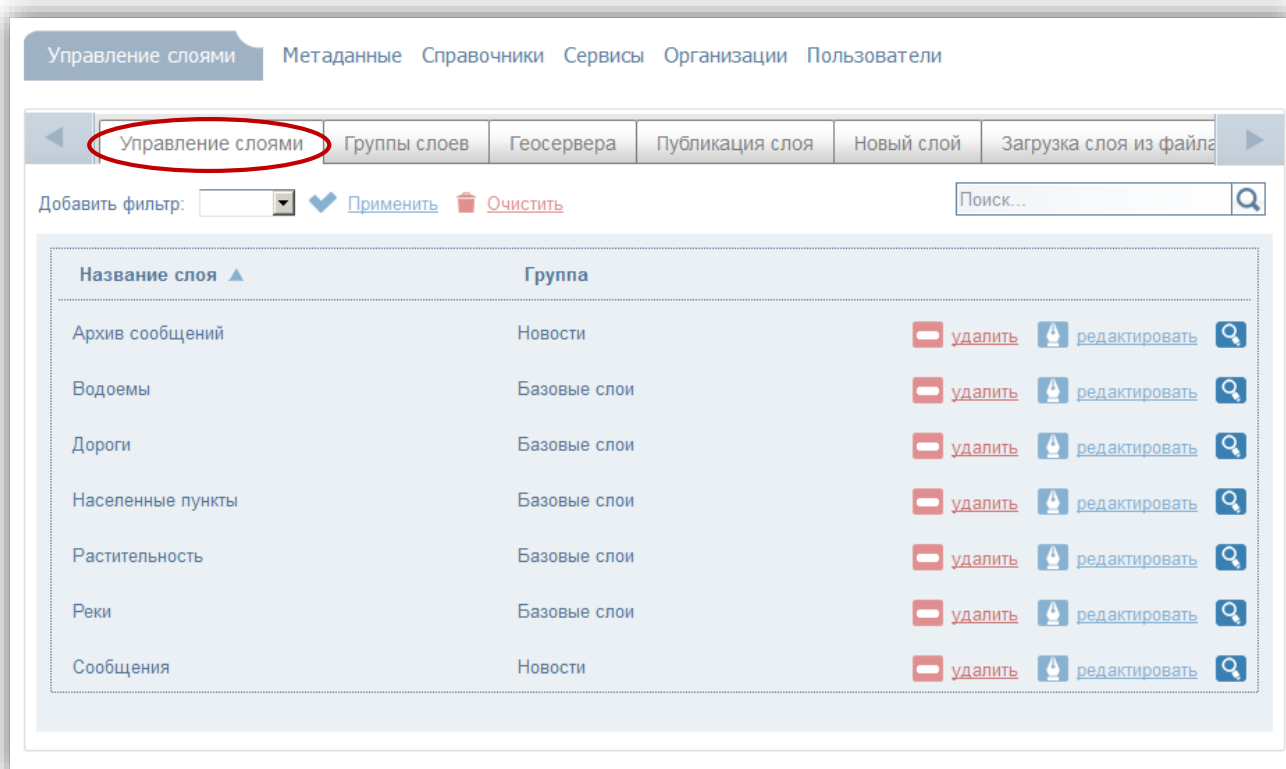 Управление слоями Метаданные Справочники Сервисы Организации Пользователи
Управление слоями Группы слоев Геосервера Публикация слоя Новый слой Загрузка слоя из файла
Добавить фильтр: Применить Очистить Поиск...
Название слоя Группа
Архив сообщений Новости удалить редактировать
Водоемы Базовые слои удалить редактировать
Дороги Базовые слои удалить редактировать
Населенные пункты Базовые слои удалить редактировать
Растительность Базовые слои удалить редактировать
Реки Базовые слои удалить редактировать
Сообщения Новости удалить редактировать